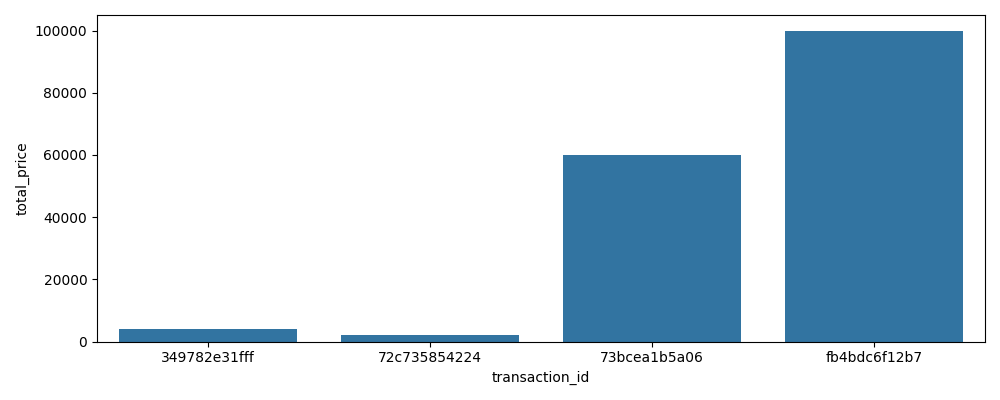 100000
80000
60000
40000
20000
0
total_price
349782e31fff 72c735854224 73bcea1b5a06 fb4bdc6f12b7
transaction_id